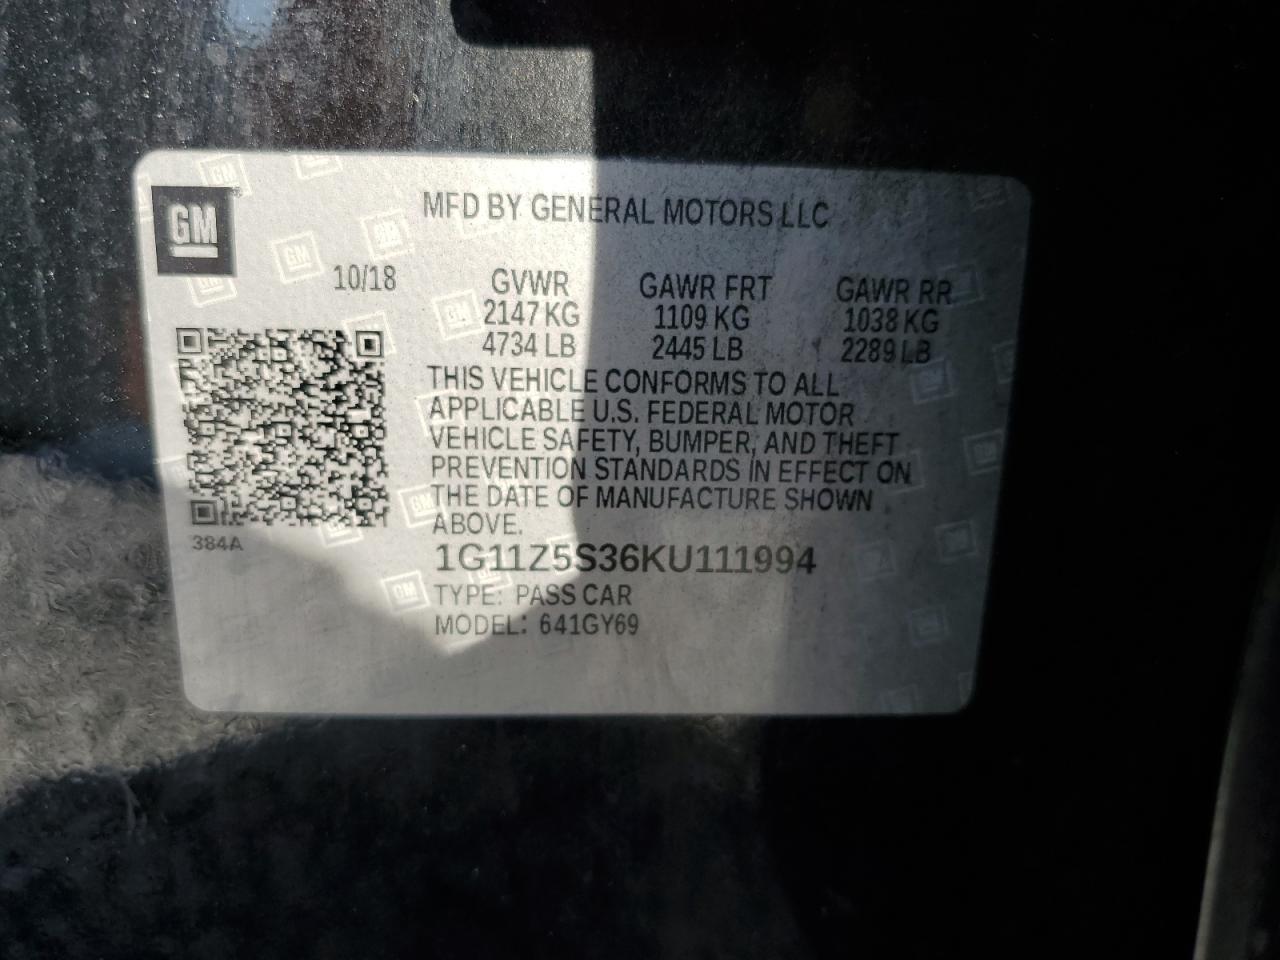 GM
MFD BY GENERAL MOTORS LLC
10/18
GVWR GAWR FRT GAWR RR
2147 KG 1109 KG 1038 KG
4734 LB 2445 LB 2289 LB
THIS VEHICLE CONFORMS TO ALL
APPLICABLE U.S. FEDERAL MOTOR
VEHICLE SAFETY, BUMPER, AND THEFT
PREVENTION STANDARDS IN EFFECT ON
THE DATE OF MANUFACTURE SHOWN
ABOVE.
384A
1G11Z5S36KU111994
TYPE: PASS CAR
MODEL: 641GY69